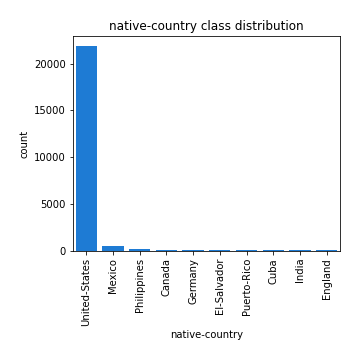 native-country class distribution
20000
15000
10000
5000
0
count
United-States
Mexico
Philippines
Canada
Germany
El-Salvador
Puerto-Rico
Cuba
India
England
native-country